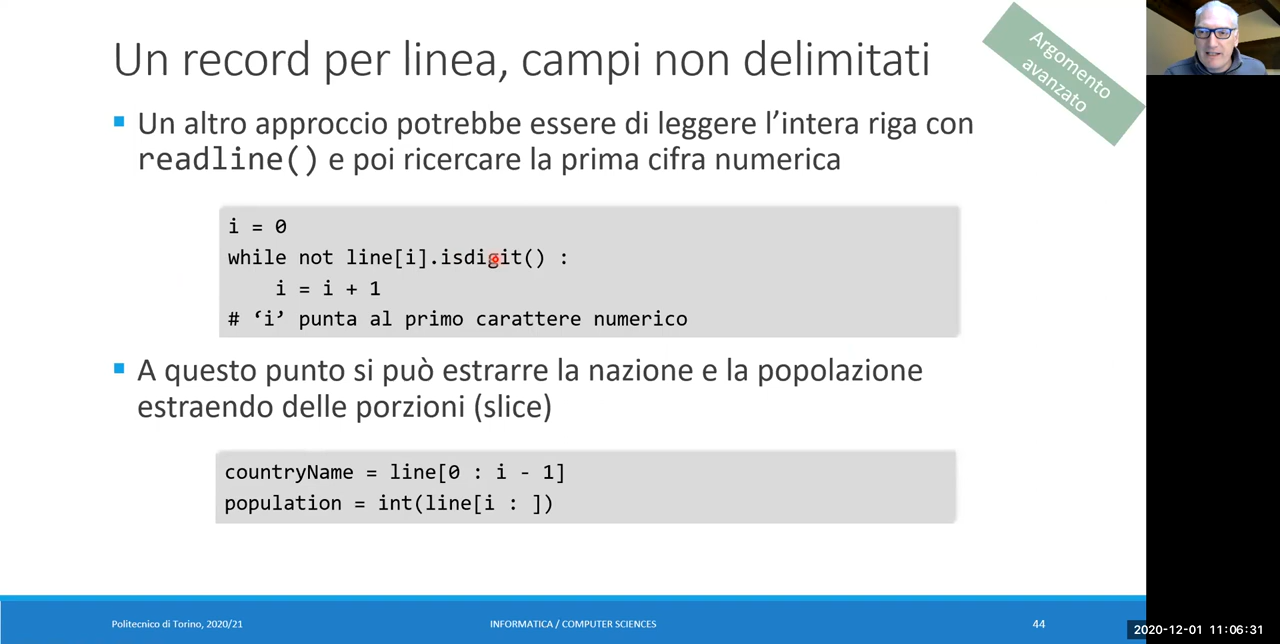 Un record per linea, campi non delimitati
Argomento
avanzato
▪ Un altro approccio potrebbe essere di leggere l’intera riga con
readline() e poi ricercare la prima cifra numerica
i = 0
while not line[i].isdigit() :
    i = i + 1
# ‘i’ punta al primo carattere numerico
▪ A questo punto si può estrarre la nazione e la popolazione
estraendo delle porzioni (slice)
countryName = line[0 : i - 1]
population = int(line[i : ])
Politecnico di Torino, 2020/21
INFORMATICA / COMPUTER SCIENCES
44
2020-12-01 11:06:31